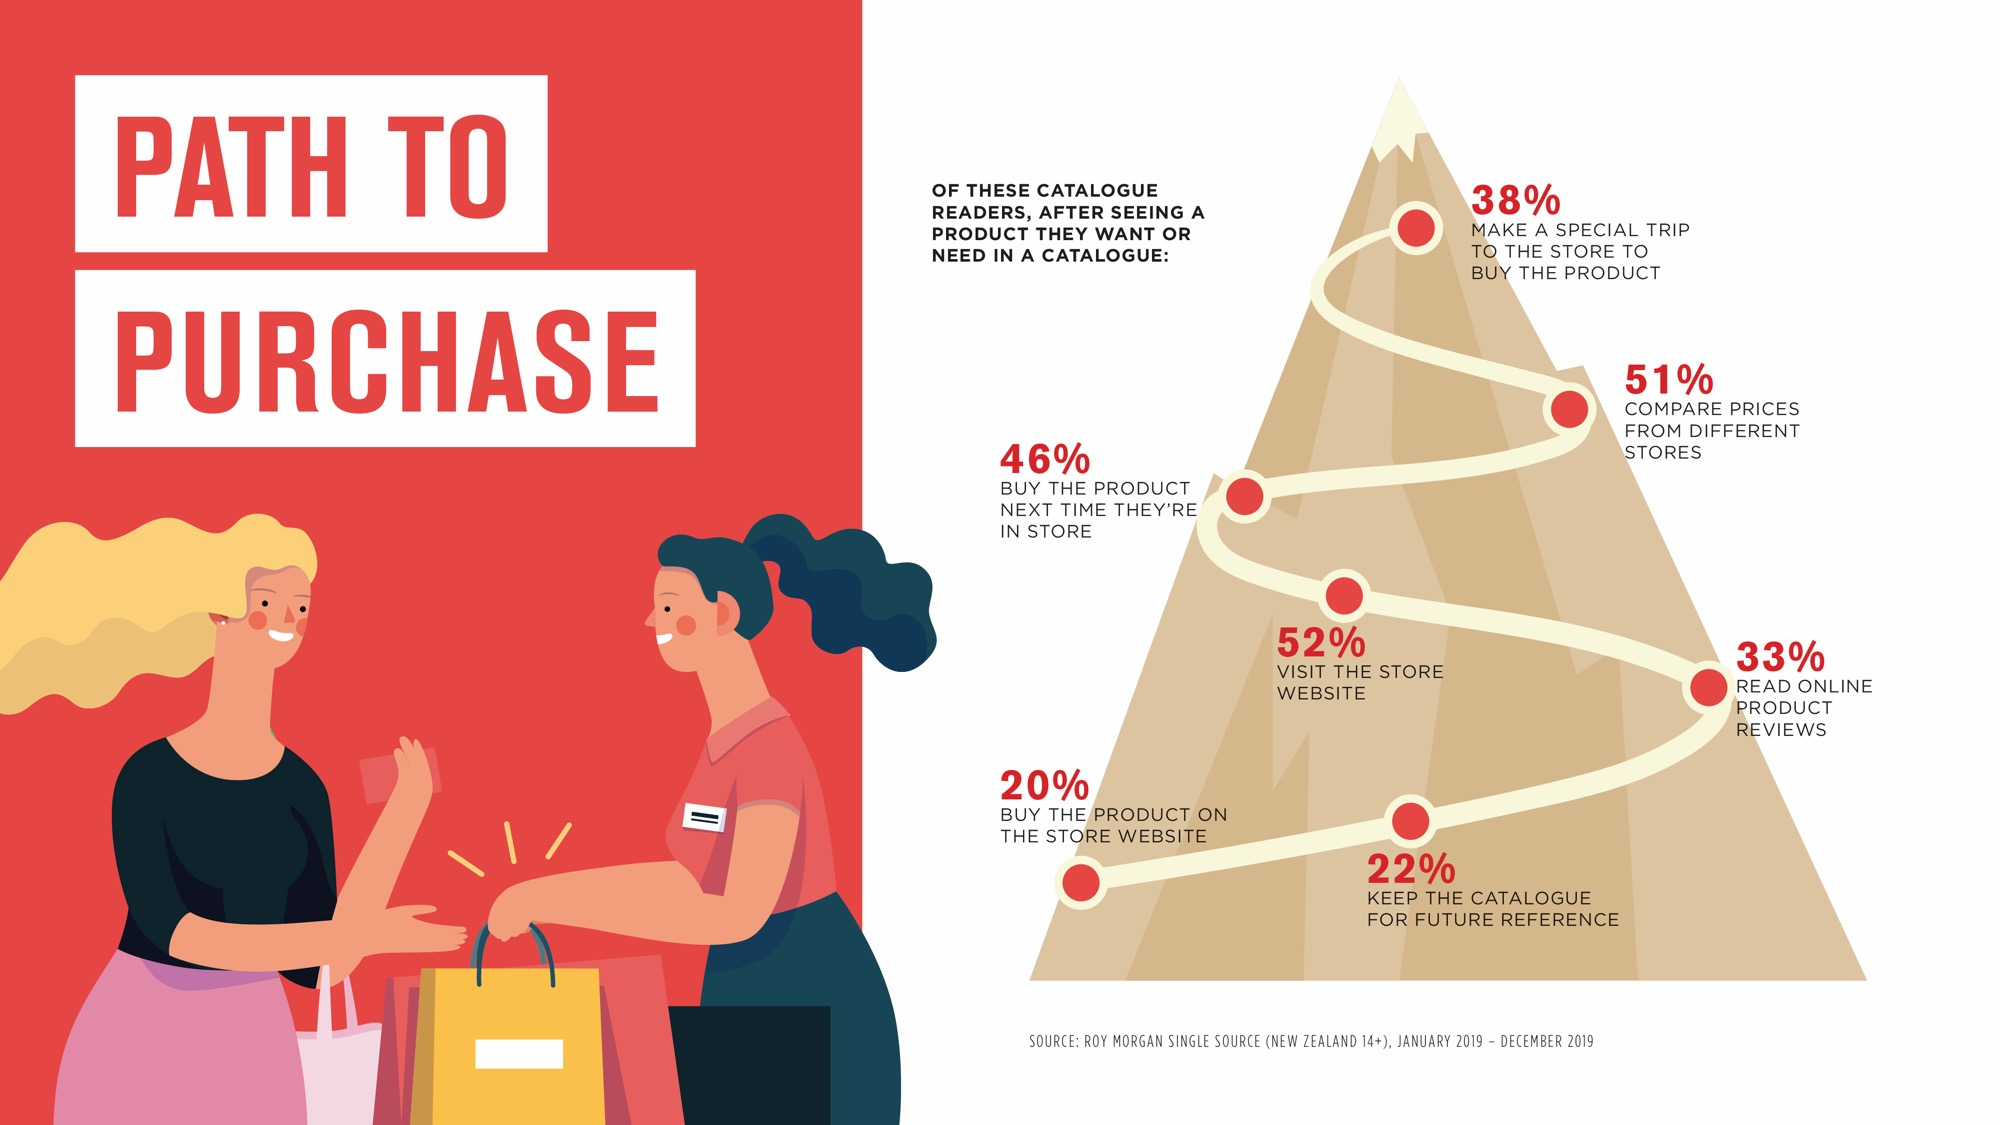 PATH TO
PURCHASE
OF THESE CATALOGUE
READERS, AFTER SEEING A
PRODUCT THEY WANT OR
NEED IN A CATALOGUE:
38%
MAKE A SPECIAL TRIP
TO THE STORE TO
BUY THE PRODUCT
51%
COMPARE PRICES
FROM DIFFERENT
STORES
46%
BUY THE PRODUCT
NEXT TIME THEY’RE
IN STORE
52%
VISIT THE STORE
WEBSITE
33%
READ ONLINE
PRODUCT
REVIEWS
20%
BUY THE PRODUCT ON
THE STORE WEBSITE
22%
KEEP THE CATALOGUE
FOR FUTURE REFERENCE
SOURCE: ROY MORGAN SINGLE SOURCE (NEW ZEALAND 14+), JANUARY 2019 – DECEMBER 2019